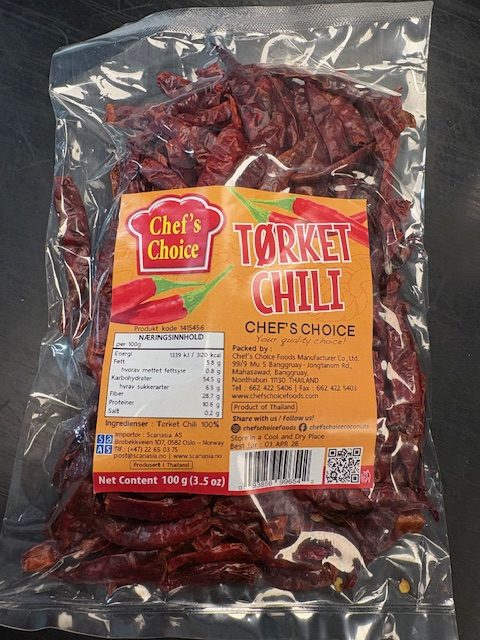 Chef's
Choice
TØRKET
CHILI
CHEF'S CHOICE
Your quality choice!
Produkt kode 1415456
NÆRINGSINNHOLD
per 100g
Energi 1339 kJ / 320 kcal
Fett 5.8 g
hvorav mettet fettsyre 0.8 g
Karbohydrater 54.5 g
hvrav sukkerarter 6.5 g
Fiber 28.7 g
Proteiner 10.6 g
Salt 0.2 g
Ingredienser : Tørket Chili 100%
Importør : Scanasia AS
Brobekkveien 107, 0582 Oslo – Norway
Tlf.: (+47) 22 65 03 75
post@scanasia.no | www.scanasia.no
Produsert i Thailand
Net Content 100 g (3.5 oz)
Packed by :
Chef's Choice Foods Manufacturer Co., Ltd.
99/9 Mu 5 Banggruay - Jongtanom Rd.,
Mahasawad, Banggruay,
Nonthaburi 11130 THAILAND
Tel : 662 422 5406 | Fax : 662 422 5403
www.chefschoicefoods.com
Product of Thailand
Share with us / Follow us!
chefschoicefoods chefschoicecoconuts
Store in a Cool and Dry Place
03 APR 26